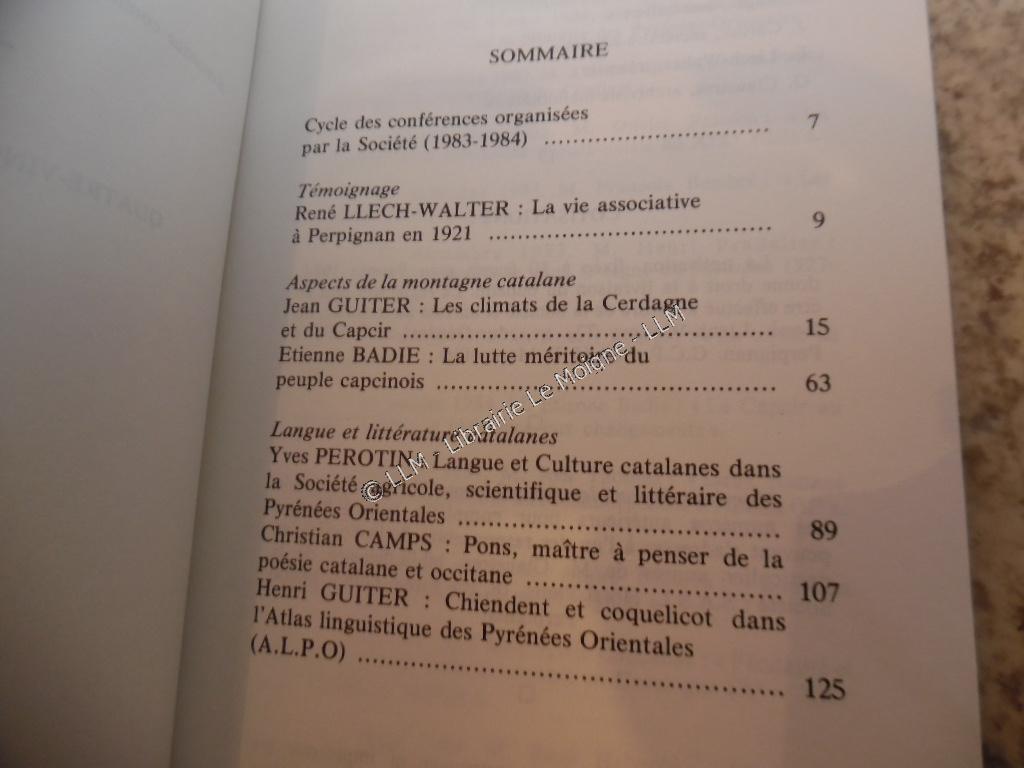 SOMMAIRE
Cycle des conférences organisées
par la Société (1983-1984) .............................. 7
Témoignage
René LLECH-WALTER : La vie associative
à Perpignan en 1921 ...................................... 9
Aspects de la montagne catalane
Jean GUITER : Les climats de la Cerdagne
et du Capcir .................................................. 15
Etienne BADIE : La lutte méritoire du
peuple capcinois ............................................. 63
Langue et littérature catalanes
Yves PEROTIN : Langue et Culture catalanes dans
la Société agricole, scientifique et littéraire des
Pyrénées Orientales .......................................... 89
Christian CAMPS : Pons, maître à penser de la
poésie catalane et occitane ................................. 107
Henri GUITER : Chiendent et coquelicot dans
l'Atlas linguistique des Pyrénées Orientales
(A.L.P.O) ...................................................... 125
© LLM - Librairie Le Moigne - LLM